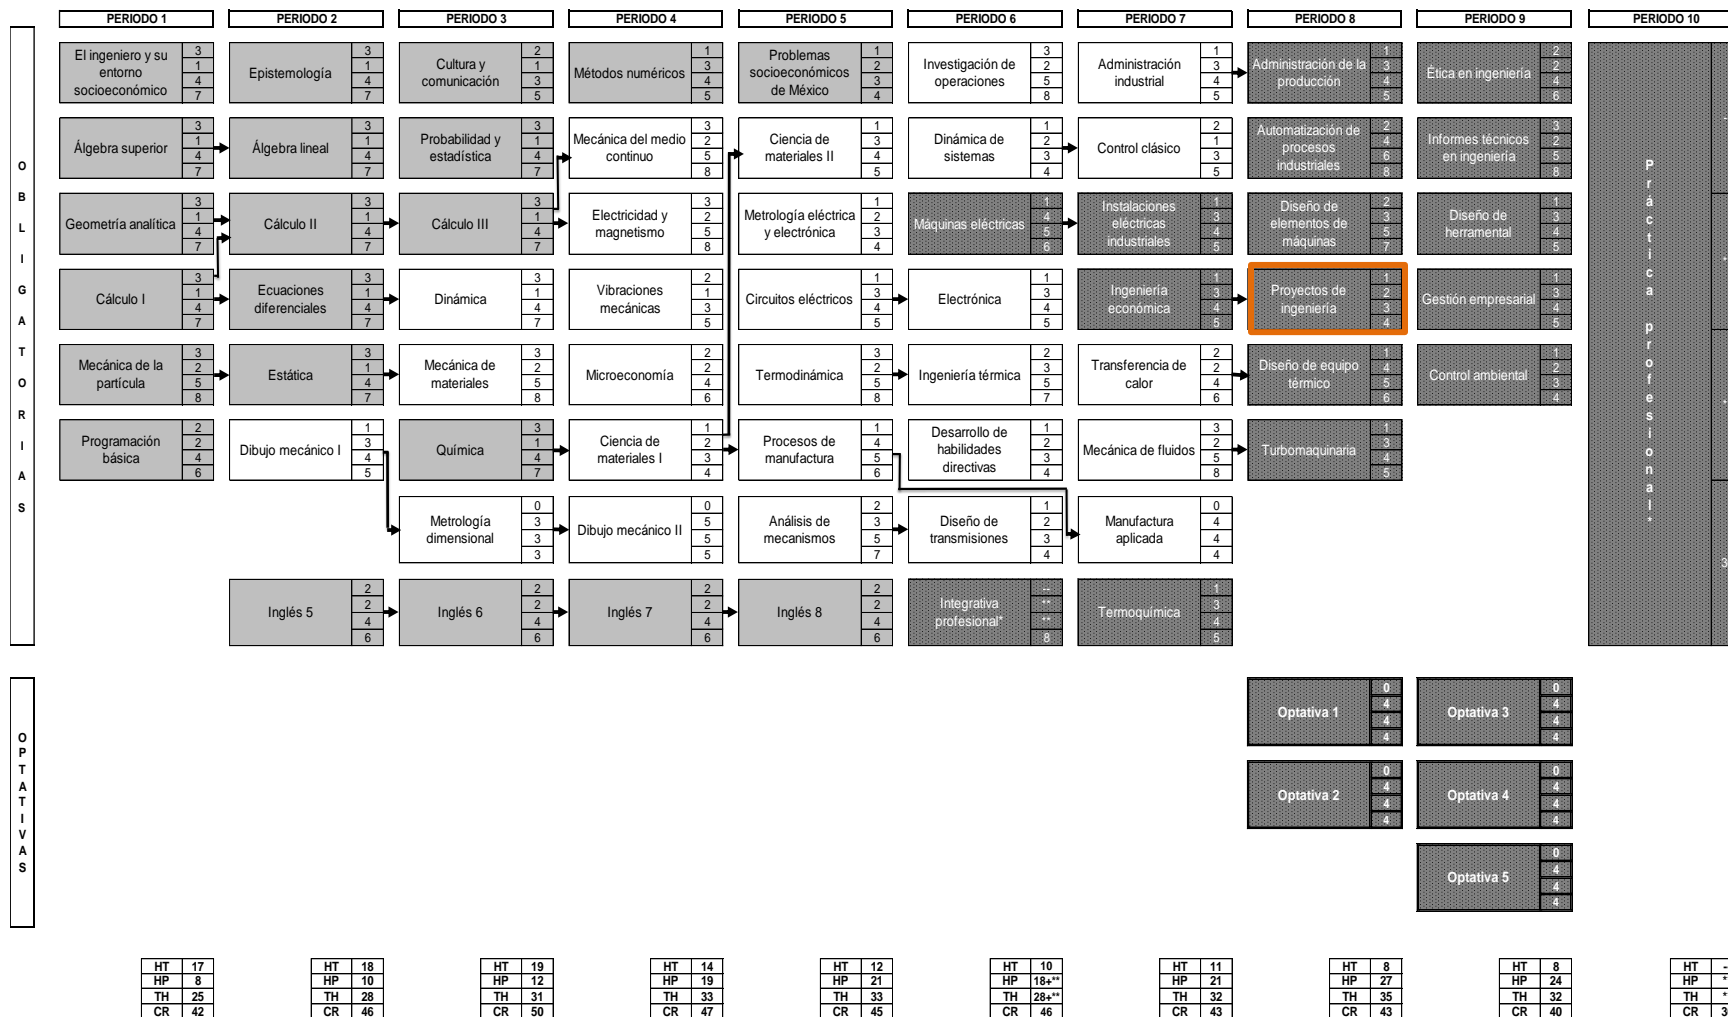 PERIODO 1 PERIODO 2 PERIODO 3 PERIODO 4 PERIODO 5 PERIODO 6 PERIODO 7 PERIODO 8 PERIODO 9 PERIODO 10
OBLIGATORIAS
El ingeniero y su
entorno
socioeconómico
3
1
4
7
Epistemología
3
1
4
7
Cultura y
comunicación
2
1
3
5
Métodos numéricos
1
3
4
5
Problemas
socioeconómicos
de México
1
2
3
4
Investigación de
operaciones
3
2
5
8
Administración
industrial
1
3
4
5
Administración de la
producción
1
3
4
5
Ética en ingeniería
2
2
4
6
Álgebra superior
3
1
4
7
Álgebra lineal
3
1
4
7
Probabilidad y
estadística
3
1
4
7
Mecánica del medio
continuo
3
2
5
8
Ciencia de
materiales II
1
3
4
5
Dinámica de
sistemas
1
2
3
4
Control clásico
2
1
3
5
Automatización de
procesos
industriales
2
4
6
8
Informes técnicos
en ingeniería
3
2
5
8
Geometría analítica
3
1
4
7
Cálculo II
3
1
4
7
Cálculo III
3
1
4
7
Electricidad y
magnetismo
3
2
5
8
Metrología eléctrica
y electrónica
1
2
3
4
Máquinas eléctricas
1
4
5
6
Instalaciones
eléctricas
industriales
1
3
4
5
Diseño de
elementos de
máquinas
2
3
5
7
Diseño de
herramental
1
3
4
5
Cálculo I
3
1
4
7
Ecuaciones
diferenciales
3
1
4
7
Dinámica
3
1
4
7
Vibraciones
mecánicas
2
1
3
5
Circuitos eléctricos
1
3
4
5
Electrónica
1
3
4
5
Ingeniería
económica
1
3
4
5
Proyectos de
ingeniería
1
2
3
4
Gestión empresarial
1
3
4
5
Mecánica de la
partícula
3
2
5
8
Estática
3
1
4
7
Mecánica de
materiales
3
2
5
8
Microeconomía
2
2
4
6
Termodinámica
3
2
5
8
Ingeniería térmica
2
3
5
7
Transferencia de
calor
2
2
4
6
Diseño de equipo
térmico
1
4
5
6
Control ambiental
1
2
3
4
Programación
básica
2
2
4
6
Dibujo mecánico I
1
3
4
5
Química
3
1
4
7
Ciencia de
materiales I
1
2
3
4
Procesos de
manufactura
1
4
5
6
Desarrollo de
habilidades
directivas
1
2
3
4
Mecánica de fluidos
3
2
5
8
Turbomaquinaria
1
3
4
5
Metrología
dimensional
0
3
3
3
Dibujo mecánico II
0
5
5
5
Análisis de
mecanismos
2
3
5
7
Diseño de
transmisiones
1
2
3
4
Manufactura
aplicada
0
4
4
4
Inglés 5
2
2
4
6
Inglés 6
2
2
4
6
Inglés 7
2
2
4
6
Inglés 8
2
2
4
6
Integrativa
profesional*
--
**
**
8
Termoquímica
1
3
4
5
Práctica profesional*
OPTATIVAS
Optativa 1
0
4
4
4
Optativa 3
0
4
4
4
Optativa 2
0
4
4
4
Optativa 4
0
4
4
4
Optativa 5
0
4
4
4
HT 17 HT 18 HT 19 HT 14 HT 12 HT 10 HT 11 HT 8 HT 8 HT
HP 8 HP 10 HP 12 HP 19 HP 21 HP 18+** HP 21 HP 27 HP 24 HP
TH 25 TH 28 TH 31 TH 33 TH 33 TH 28+** TH 32 TH 35 TH 32 TH
CR 42 CR 46 CR 50 CR 47 CR 45 CR 46 CR 43 CR 43 CR 40 CR